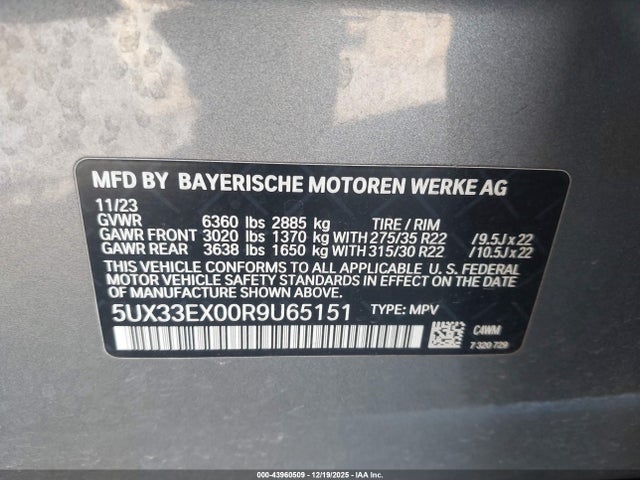 MFD BY BAYERISCHE MOTOREN WERKE AG
11/23
GVWR 6360 lbs 2885 kg TIRE / RIM
GAWR FRONT 3020 lbs 1370 kg WITH 275/35 R22 /9.5J x 22
GAWR REAR 3638 lbs 1650 kg WITH 315/30 R22 /10.5J x 22
THIS VEHICLE CONFORMS TO ALL APPLICABLE U. S. FEDERAL
MOTOR VEHICLE SAFETY STANDARDS IN EFFECT ON THE
DATE OF MANUFACTURE SHOWN ABOVE.
5UX33EX00R9U65151 TYPE: MPV
C4WM
7 320 729
000-43960509 - 12/19/2025 - IAAI.com